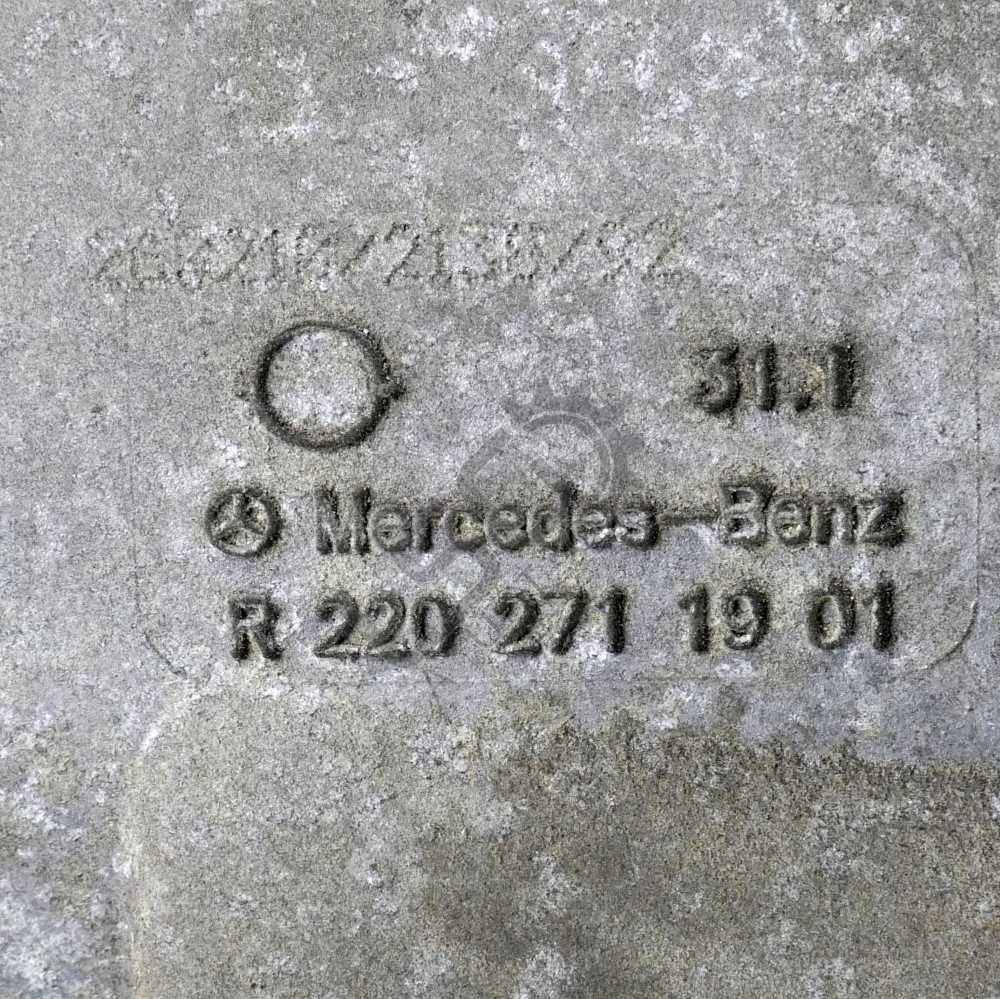 31.1
Mercedes-Benz
R 220 271 19 01